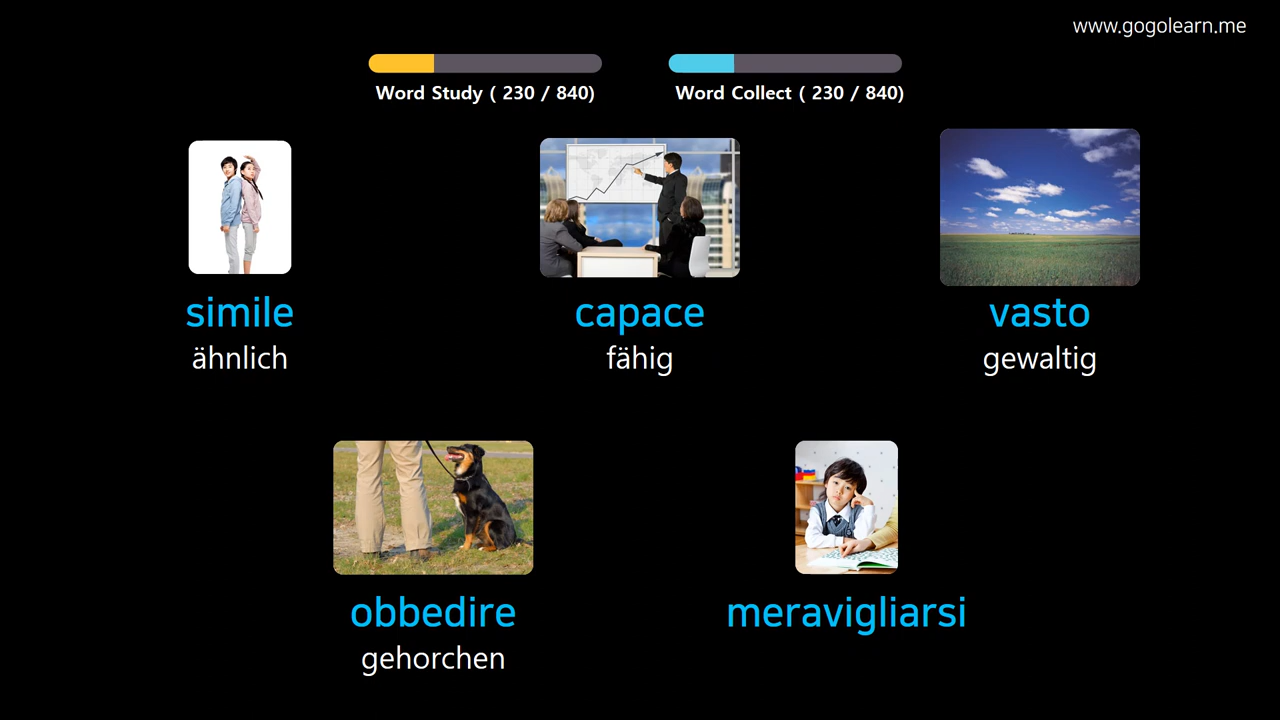 www.gogolearn.me
Word Study ( 230 / 840)
Word Collect ( 230 / 840)
simile
ähnlich
capace
fähig
vasto
gewaltig
obbedire
gehorchen
meravigliarsi